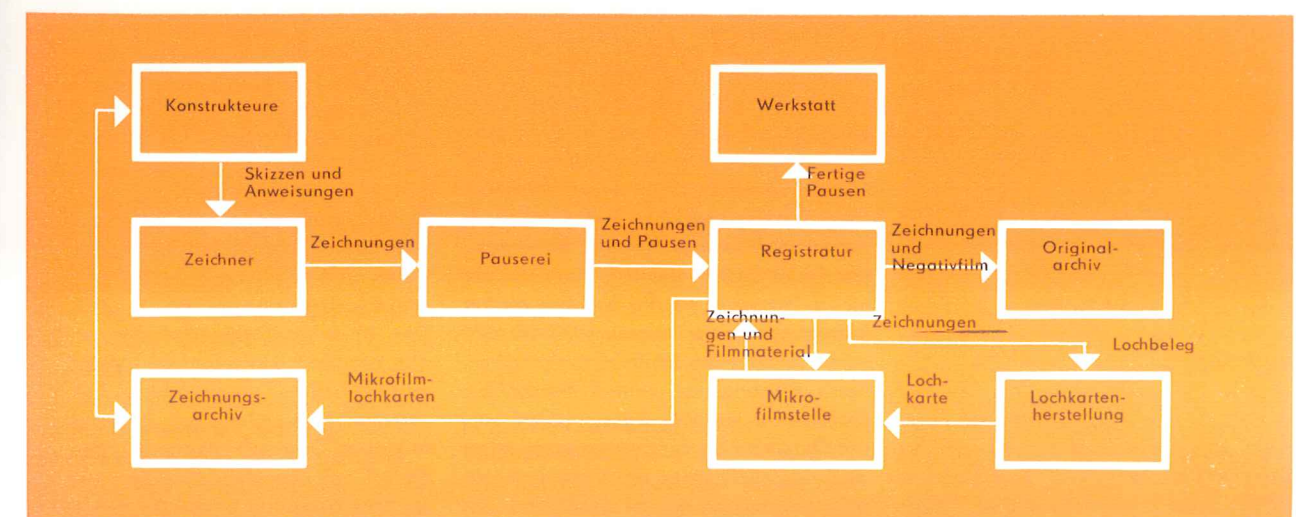 Konstrukteure
Werkstatt
Skizzen und
Anweisungen
Fertige
Pausen
Zeichner
Zeichnungen
Pauserei
Zeichnungen
und Pausen
Registratur
Zeichnungen
und
Negativfilm
Original-
archiv
Zeichnun-
gen und
Filmmaterial
Zeichnungen
Lochbeleg
Zeichnungs-
archiv
Mikrofilm-
lochkarten
Mikro-
filmstelle
Loch-
karte
Lochkarten-
herstellung